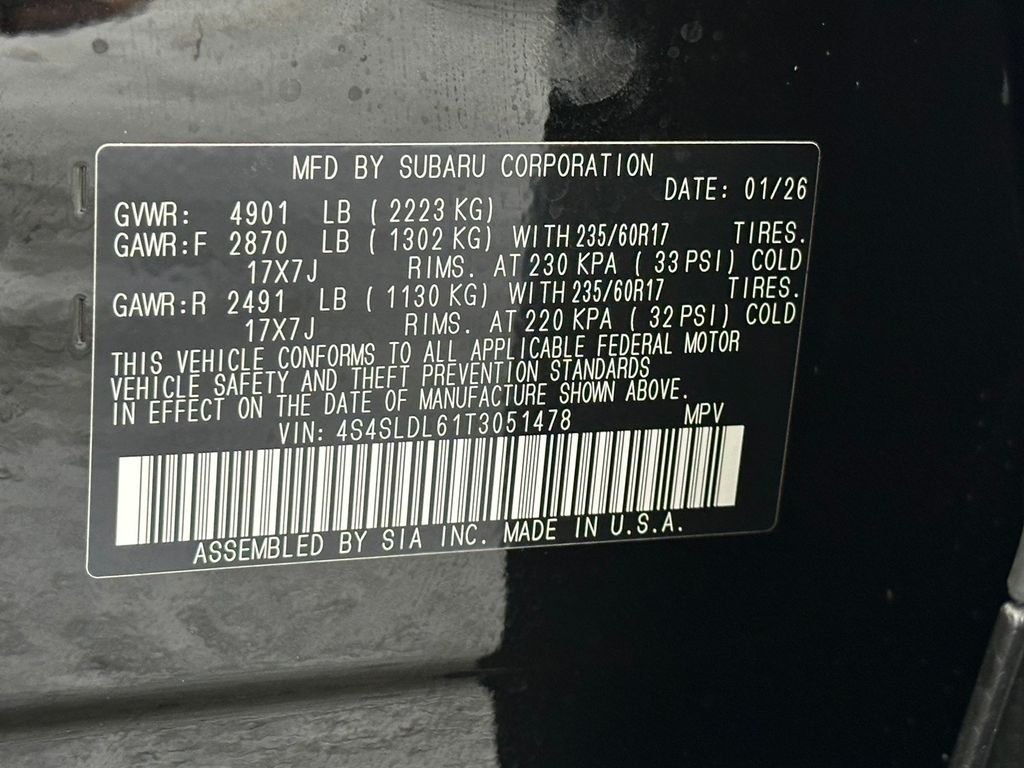 MFD BY SUBARU CORPORATION
DATE: 01/26
GVWR: 4901 LB ( 2223 KG)
GAWR:F 2870 LB ( 1302 KG) WITH 235/60R17 TIRES.
17X7J RIMS. AT 230 KPA ( 33 PSI) COLD
GAWR:R 2491 LB ( 1130 KG) WITH 235/60R17 TIRES.
17X7J RIMS. AT 220 KPA ( 32 PSI) COLD
THIS VEHICLE CONFORMS TO ALL APPLICABLE FEDERAL MOTOR
VEHICLE SAFETY AND THEFT PREVENTION STANDARDS
IN EFFECT ON THE DATE OF MANUFACTURE SHOWN ABOVE.
VIN: 4S4SLDL61T3051478 MPV
ASSEMBLED BY SIA INC. MADE IN U.S.A.